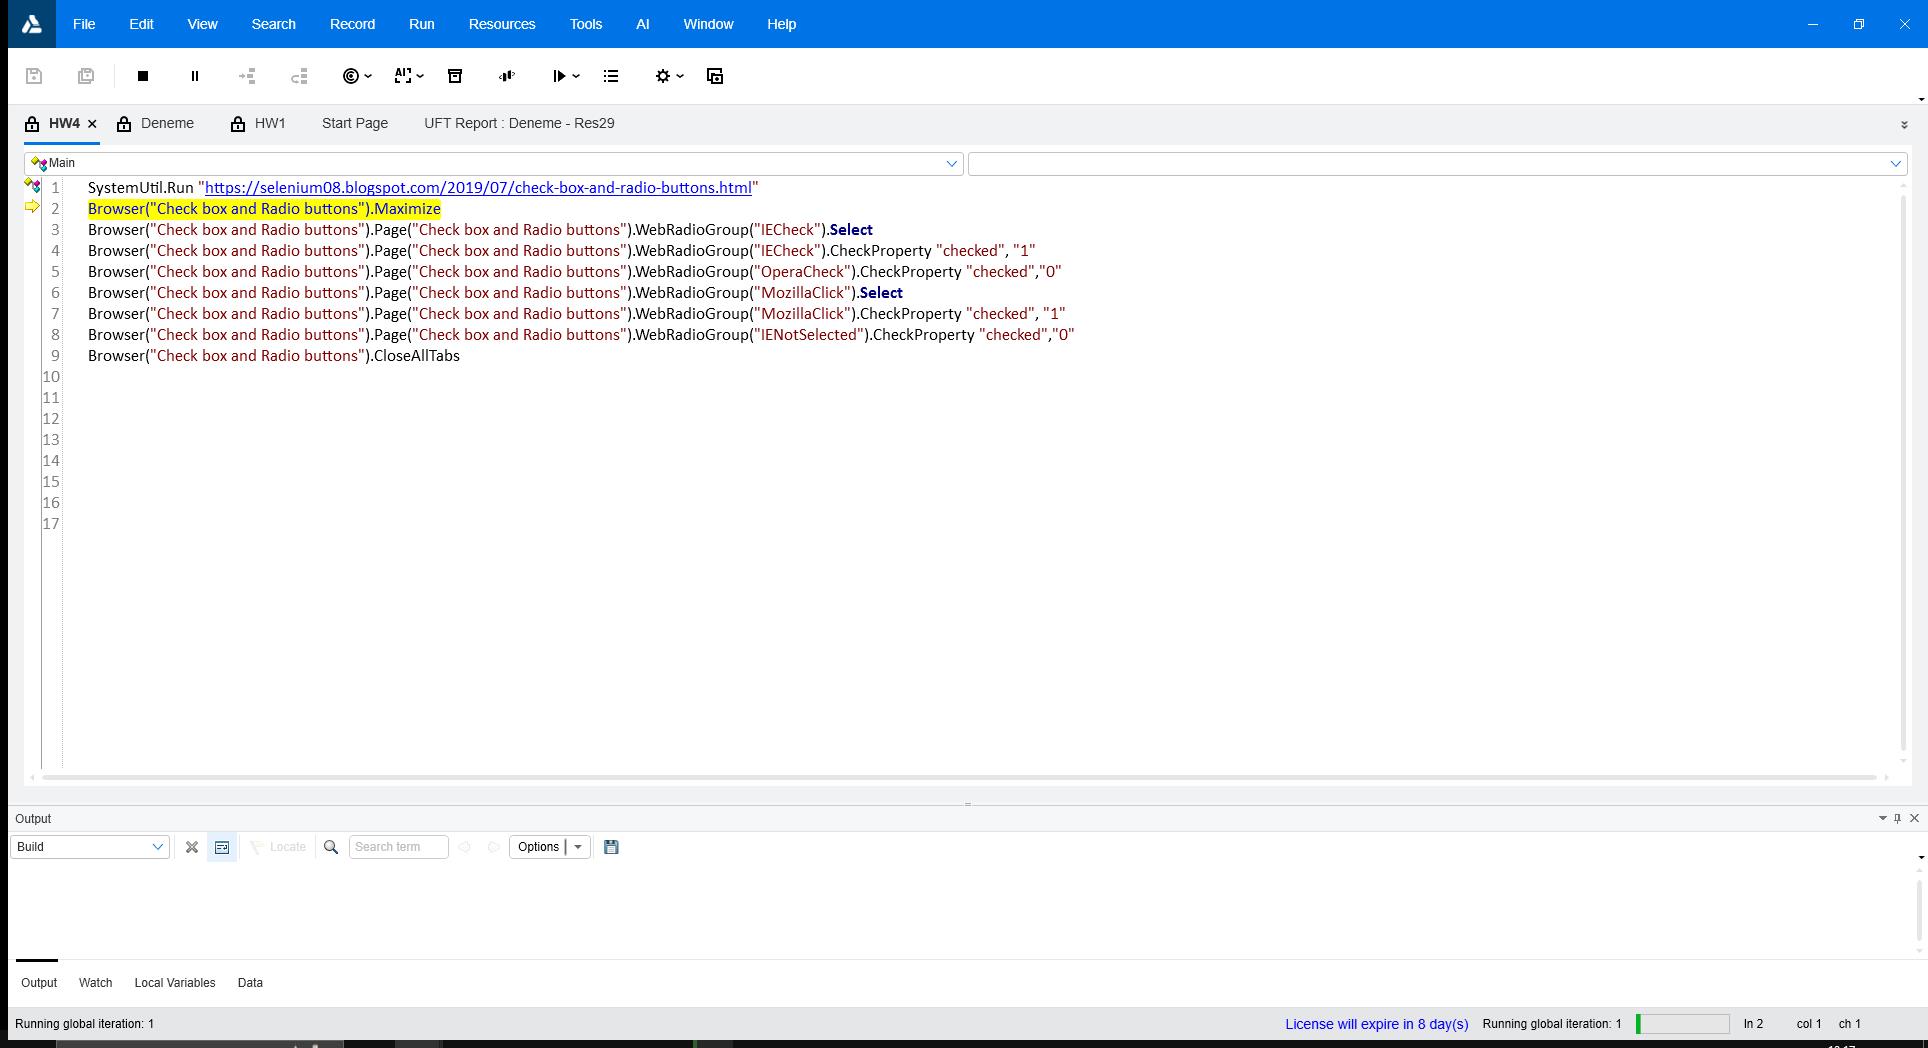 File Edit View Search Record Run Resources Tools AI Window Help
AI
HW4 Deneme HW1 Start Page UFT Report : Deneme - Res29
Main
1 SystemUtil.Run "https://selenium08.blogspot.com/2019/07/check-box-and-radio-buttons.html"
2 Browser("Check box and Radio buttons").Maximize
3 Browser("Check box and Radio buttons").Page("Check box and Radio buttons").WebRadioGroup("IECheck").Select
4 Browser("Check box and Radio buttons").Page("Check box and Radio buttons").WebRadioGroup("IECheck").CheckProperty "checked", "1"
5 Browser("Check box and Radio buttons").Page("Check box and Radio buttons").WebRadioGroup("OperaCheck").CheckProperty "checked","0"
6 Browser("Check box and Radio buttons").Page("Check box and Radio buttons").WebRadioGroup("MozillaClick").Select
7 Browser("Check box and Radio buttons").Page("Check box and Radio buttons").WebRadioGroup("MozillaClick").CheckProperty "checked", "1"
8 Browser("Check box and Radio buttons").Page("Check box and Radio buttons").WebRadioGroup("IENotSelected").CheckProperty "checked","0"
9 Browser("Check box and Radio buttons").CloseAllTabs
10
11
12
13
14
15
16
17
Output
Build Locate Search term Options
Output Watch Local Variables Data
Running global iteration: 1 License will expire in 8 day(s) Running global iteration: 1 ln 2 col 1 ch 1